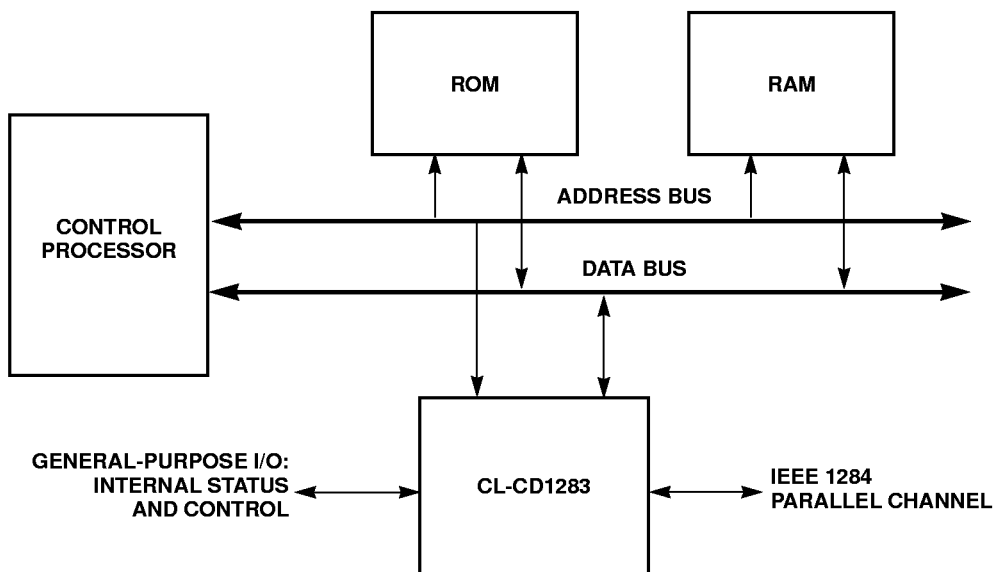 ROM
RAM
CONTROL
PROCESSOR
ADDRESS BUS
DATA BUS
GENERAL-PURPOSE I/O:
INTERNAL STATUS
AND CONTROL
CL-CD1283
IEEE 1284
PARALLEL CHANNEL